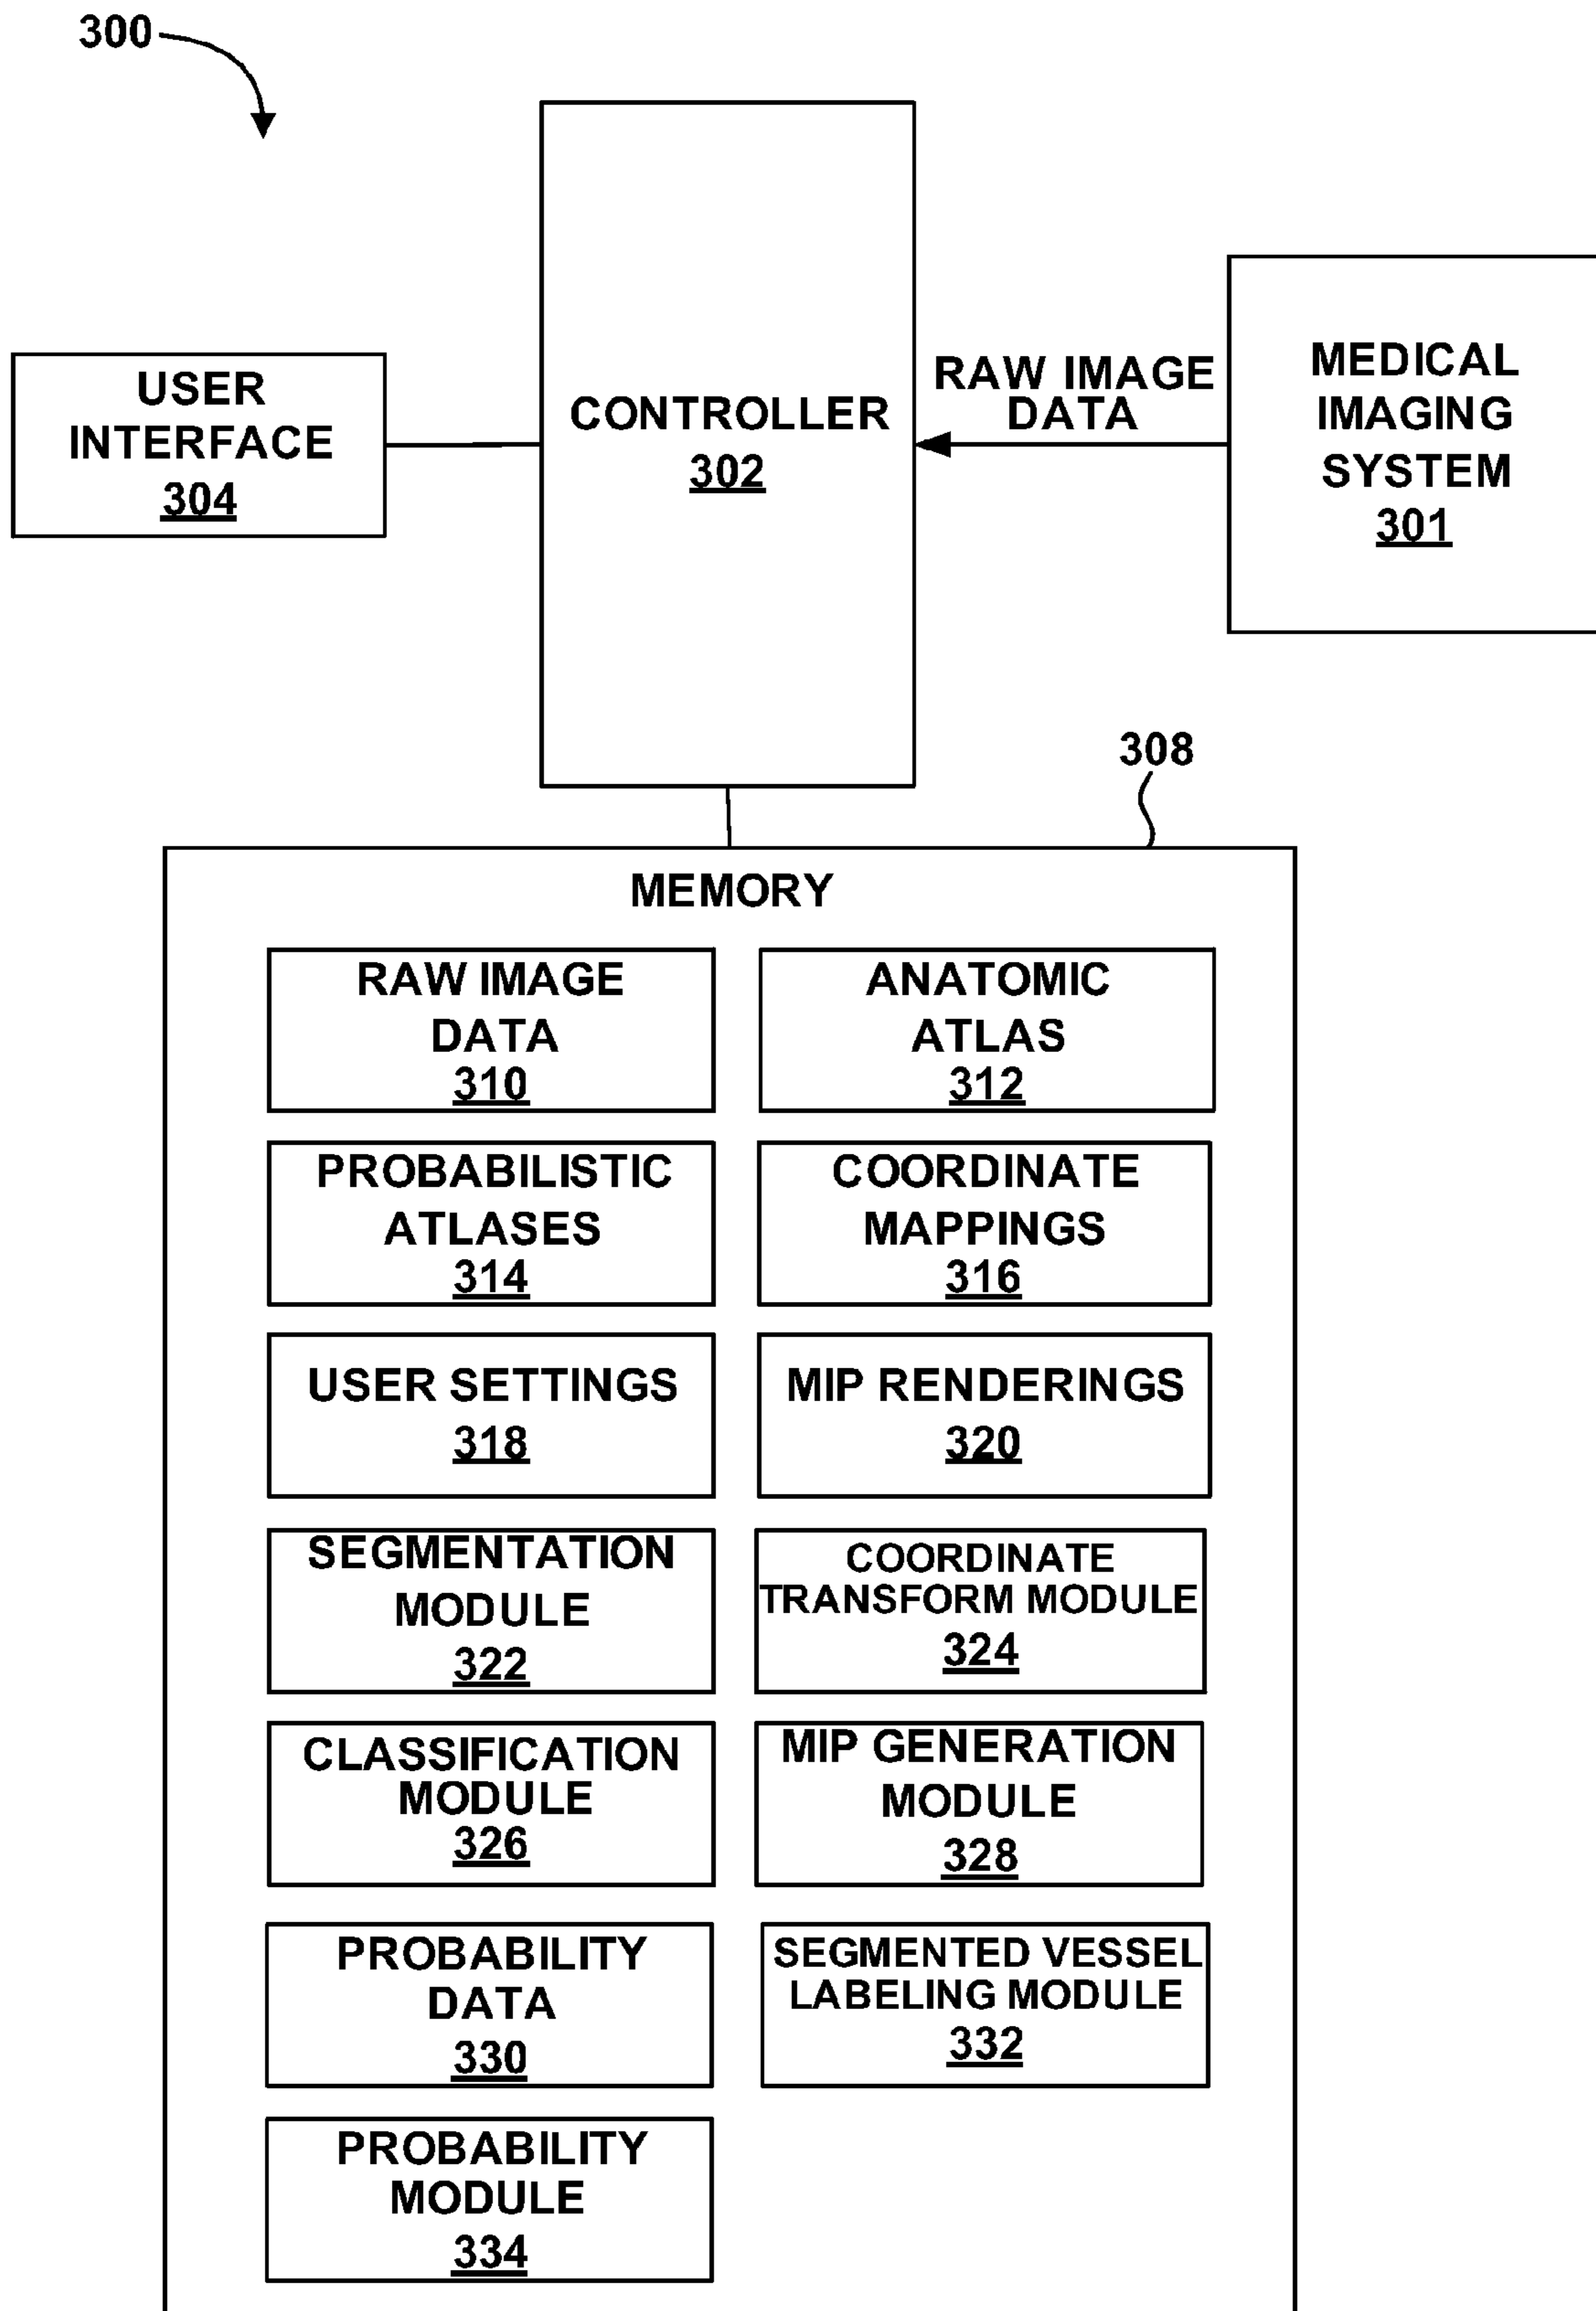 300
USER
INTERFACE
304
CONTROLLER
302
RAW IMAGE
DATA
MEDICAL
IMAGING
SYSTEM
301
308
MEMORY
RAW IMAGE
DATA
310
ANATOMIC
ATLAS
312
PROBABILISTIC
ATLASES
314
COORDINATE
MAPPINGS
316
USER SETTINGS
318
MIP RENDERINGS
320
SEGMENTATION
MODULE
322
COORDINATE
TRANSFORM MODULE
324
CLASSIFICATION
MODULE
326
MIP GENERATION
MODULE
328
PROBABILITY
DATA
330
SEGMENTED VESSEL
LABELING MODULE
332
PROBABILITY
MODULE
334